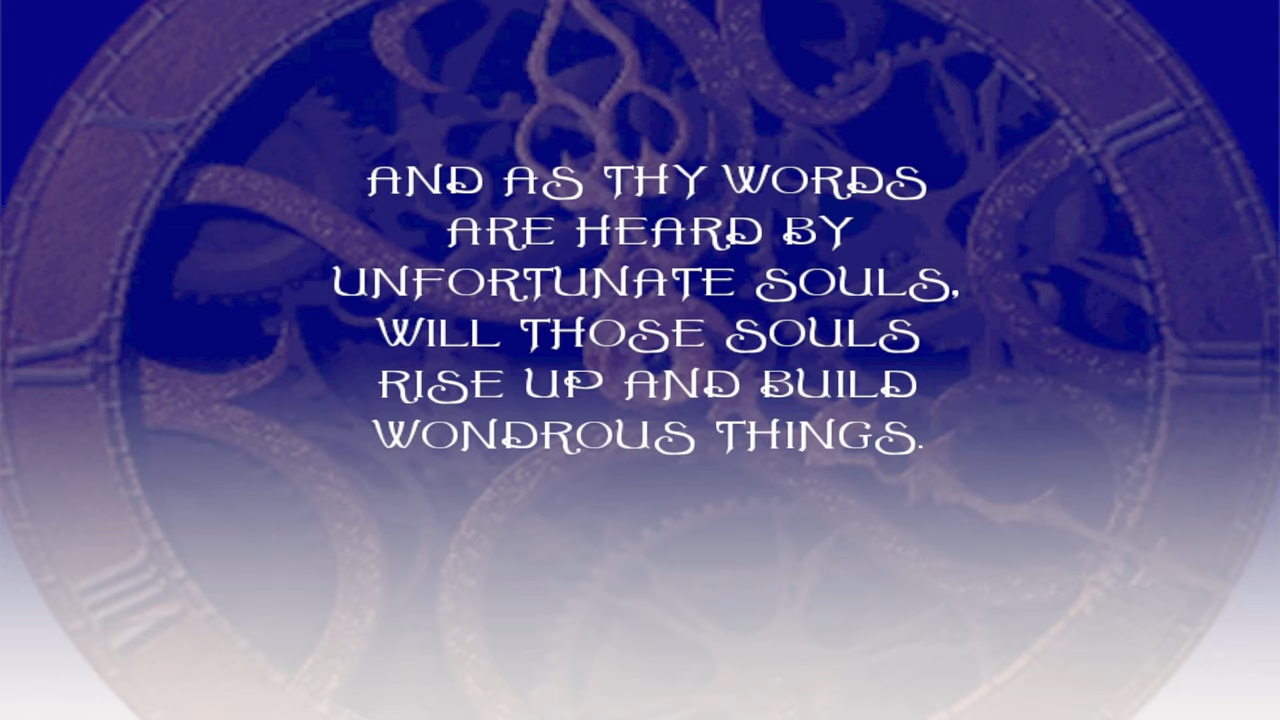 AND AS THY WORDS
ARE HEARD BY
UNFORTUNATE SOULS,
WILL THOSE SOULS
RISE UP AND BUILD
WONDROUS THINGS.